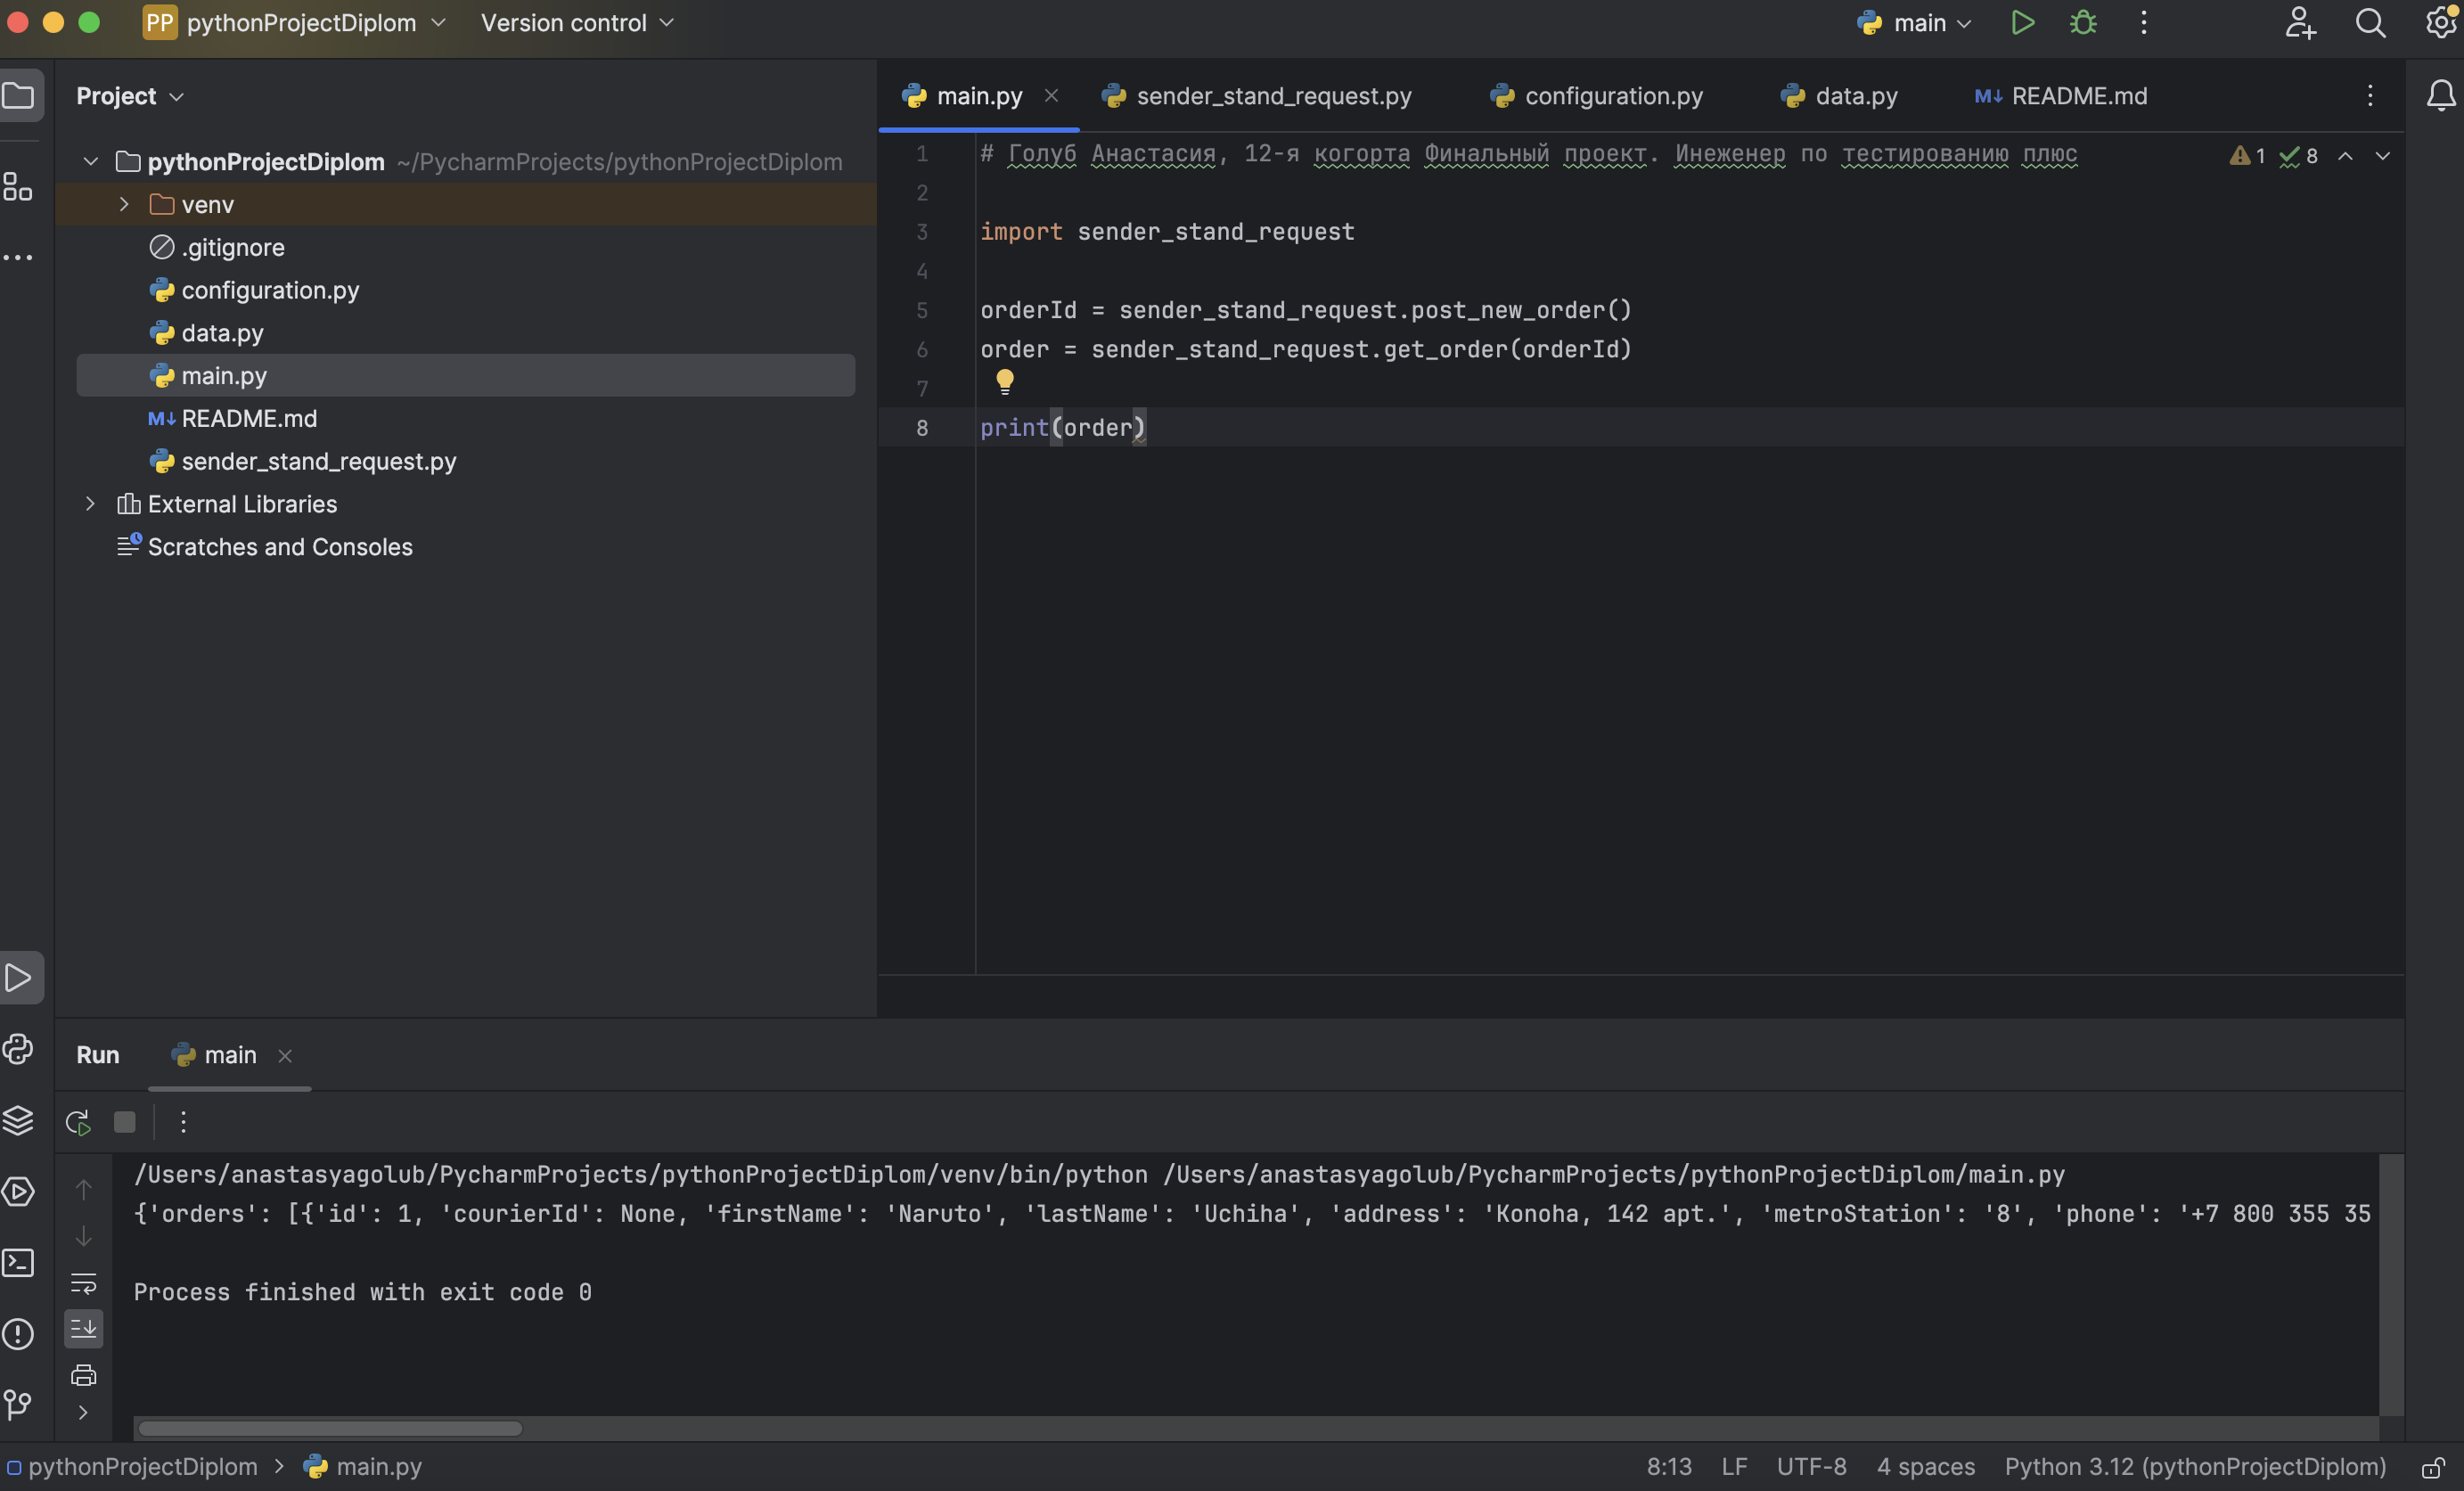 PP pythonProjectDiplom Version control main
Project
main.py sender_stand_request.py configuration.py data.py M↓ README.md
pythonProjectDiplom ~/PycharmProjects/pythonProjectDiplom
venv
.gitignore
configuration.py
data.py
main.py
M↓ README.md
sender_stand_request.py
External Libraries
Scratches and Consoles
1 # Голуб Анастасия, 12-я когорта Финальный проект. Инеженер по тестированию плюс
1 8
2
3 import sender_stand_request
4
5 orderId = sender_stand_request.post_new_order()
6 order = sender_stand_request.get_order(orderId)
7
8 print(order)
Run main
/Users/anastasyagolub/PycharmProjects/pythonProjectDiplom/venv/bin/python /Users/anastasyagolub/PycharmProjects/pythonProjectDiplom/main.py
{'orders': [{'id': 1, 'courierId': None, 'firstName': 'Naruto', 'lastName': 'Uchiha', 'address': 'Konoha, 142 apt.', 'metroStation': '8', 'phone': '+7 800 355 35
Process finished with exit code 0
pythonProjectDiplom > main.py 8:13 LF UTF-8 4 spaces Python 3.12 (pythonProjectDiplom)